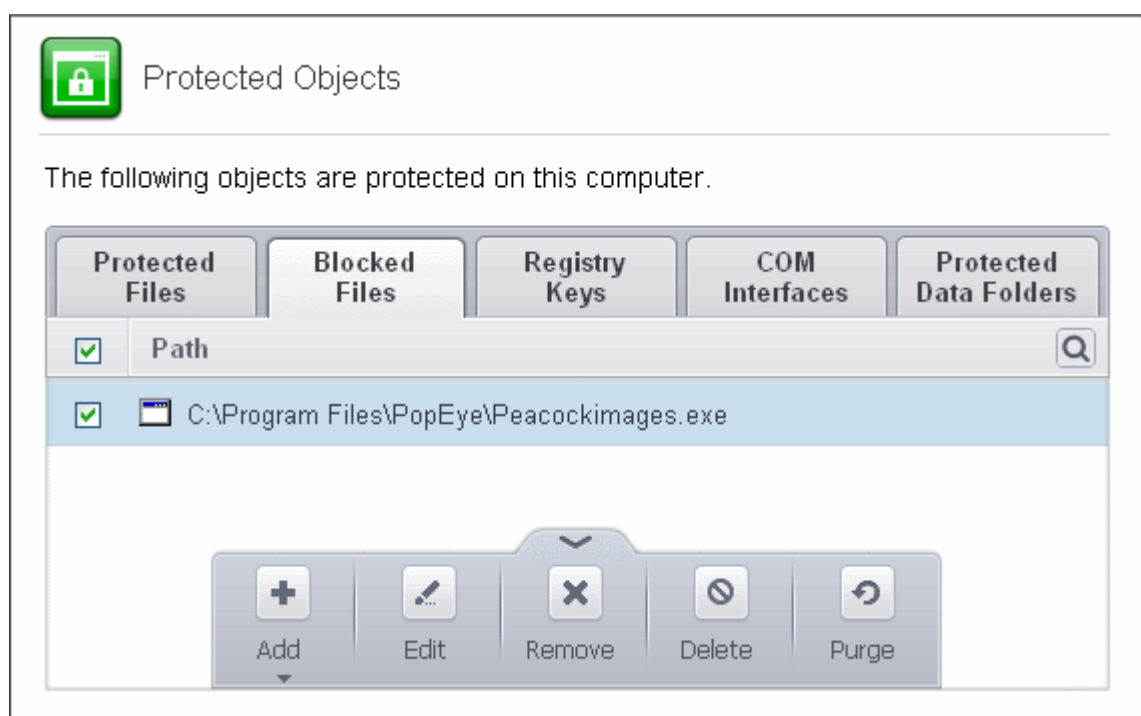 Protected Objects
The following objects are protected on this computer.
Protected
Files
Blocked
Files
Registry
Keys
COM
Interfaces
Protected
Data Folders
Path
C:\Program Files\PopEye\Peacockimages.exe
Add
Edit
Remove
Delete
Purge